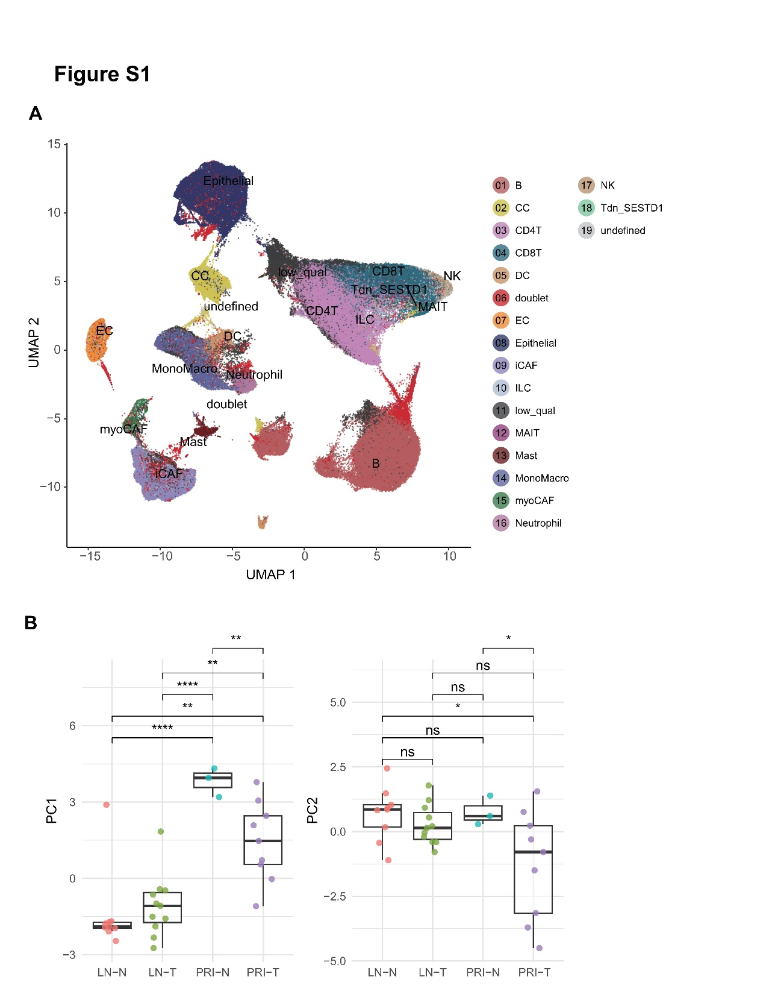 Figure S1
A
15
10
5
0
−5
−10
UMAP 2
−15
−10
−5
0
5
10
UMAP 1
Epithelial
CC
low_qual
CD8T
NK
Tdn_SESTD1
undefined
MAIT
CD4T
ILC
EC
DC
MonoMacro
Neutrophil
doublet
myoCAF
Mast
iCAF
B
01 B
02 CC
03 CD4T
04 CD8T
05 DC
06 doublet
07 EC
08 Epithelial
09 iCAF
10 ILC
11 low_qual
12 MAIT
13 Mast
14 MonoMacro
15 myoCAF
16 Neutrophil
17 NK
18 Tdn_SESTD1
19 undefined
B
**
**
****
**
****
6
3
0
−3
PC1
LN−N LN−T PRI−N PRI−T
*
ns
ns
*
ns
ns
5.0
2.5
0.0
−2.5
−5.0
PC2
LN−N LN−T PRI−N PRI−T